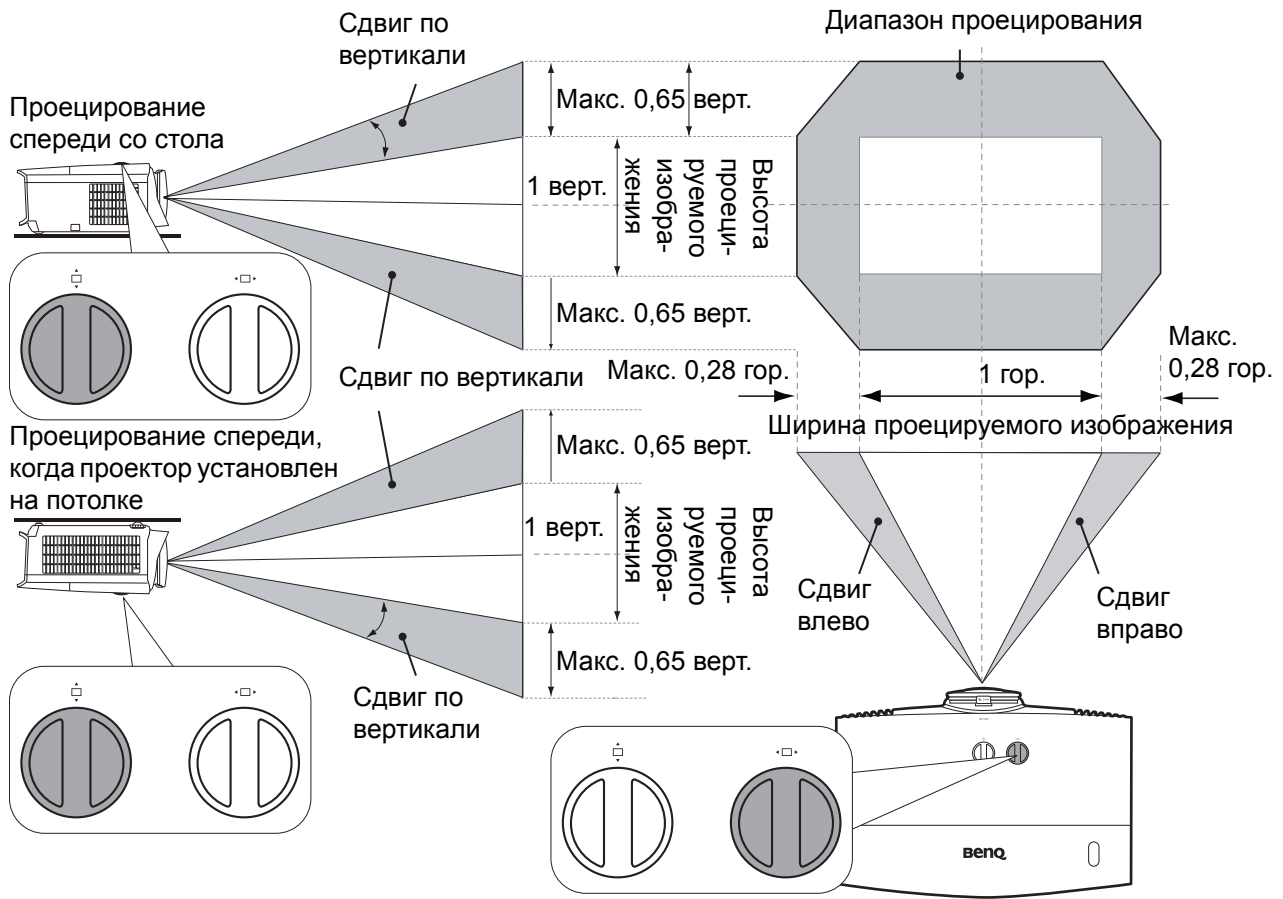 Сдвиг по
вертикали
Диапазон проецирования
Проецирование
спереди со стола
Макс. 0,65 верт.
1 верт.
Высота
проеци-
руемого
изобра-
жения
Макс. 0,65 верт.
Сдвиг по вертикали
Макс. 0,28 гор.
1 гор.
Макс.
0,28 гор.
Ширина проецируемого изображения
Проецирование спереди,
когда проектор установлен
на потолке
Макс. 0,65 верт.
1 верт.
Высота
проеци-
руемого
изобра-
жения
Макс. 0,65 верт.
Сдвиг по
вертикали
Сдвиг
влево
Сдвиг
вправо
BenQ